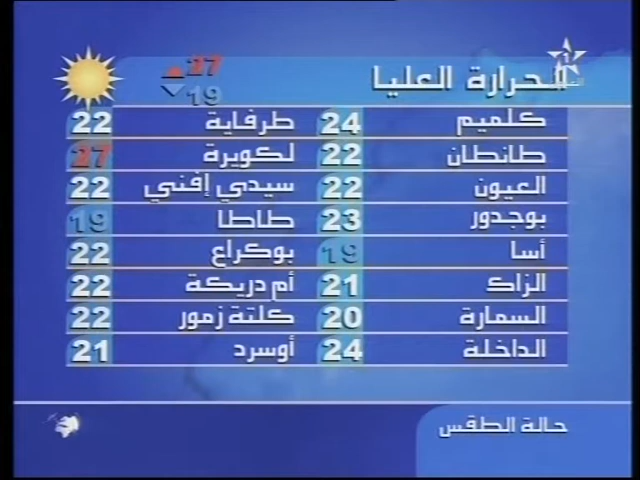 الحرارة العليا 27
19
كلميم 24 طرفاية 22
طانطان 22 لكويرة 27
العيون 22 سيدي إفني 22
بوجدور 23 طاطا 19
أسا 19 بوكراع 22
الزاك 21 أم دريكة 22
السمارة 20 كلتة زمور 22
الداخلة 24 أوسرد 21
حالة الطقس